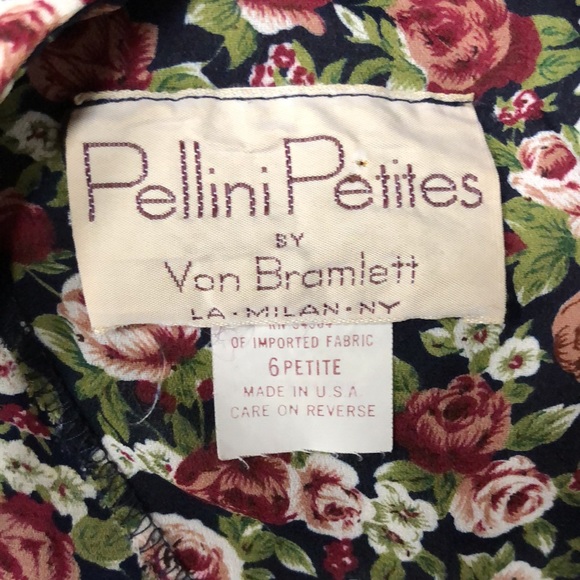 Pellini Petites
BY
Von Bramlett
LA · MILAN · NY
OF IMPORTED FABRIC
6 PETITE
MADE IN U.S.A
CARE ON REVERSE